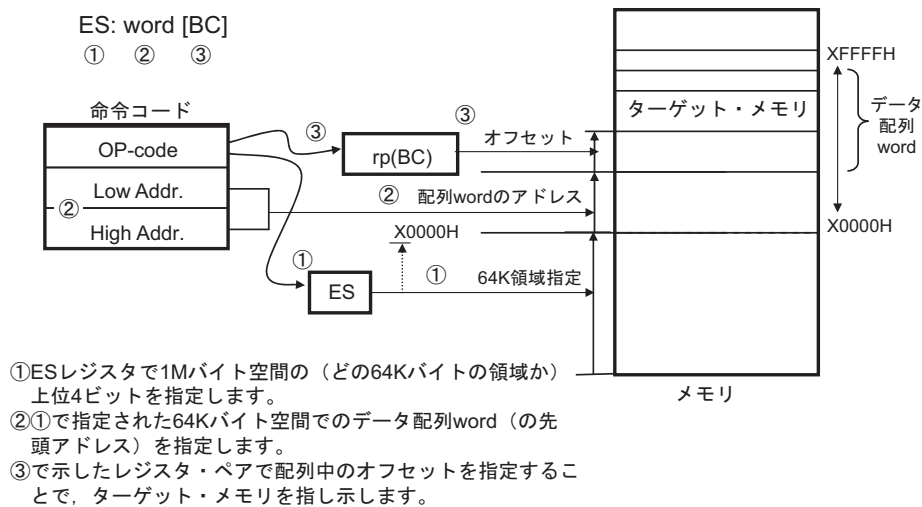 ES: word [BC]
① ② ③
命令コード
OP-code
Low Addr.
②
High Addr.
③
rp(BC)
③
オフセット
② 配列wordのアドレス
X0000H
①
ES
①
64K領域指定
ターゲット・メモリ
XFFFFH
データ
配列
word
X0000H
メモリ
①ESレジスタで1Mバイト空間の（どの64Kバイトの領域か）
上位4ビットを指定します。
②①で指定された64Kバイト空間でのデータ配列word（の先
頭アドレス）を指定します。
③で示したレジスタ・ペアで配列中のオフセットを指定するこ
とで，ターゲット・メモリを指し示します。